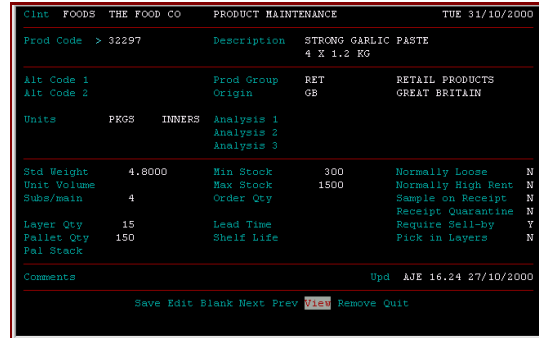 Clnt FOODS THE FOOD CO PRODUCT MAINTENANCE TUE 31/10/2000
Prod Code > 32297 Description STRONG GARLIC PASTE
4 X 1.2 KG
Alt Code 1 Prod Group RET RETAIL PRODUCTS
Alt Code 2 Origin GB GREAT BRITAIN
Units PKGS INNERS Analysis 1
Analysis 2
Analysis 3
Std Weight 4.8000 Min Stock 300 Normally Loose N
Unit Volume Max Stock 1500 Normally High Rent N
Subs/main 4 Order Qty Sample on Receipt N
Receipt Quarantine N
Layer Qty 15 Lead Time Require Sell-by Y
Pallet Qty 150 Shelf Life Pick in Layers N
Pal Stack
Comments Upd AJE 16.24 27/10/2000
Save Edit Blank Next Prev View Remove Quit